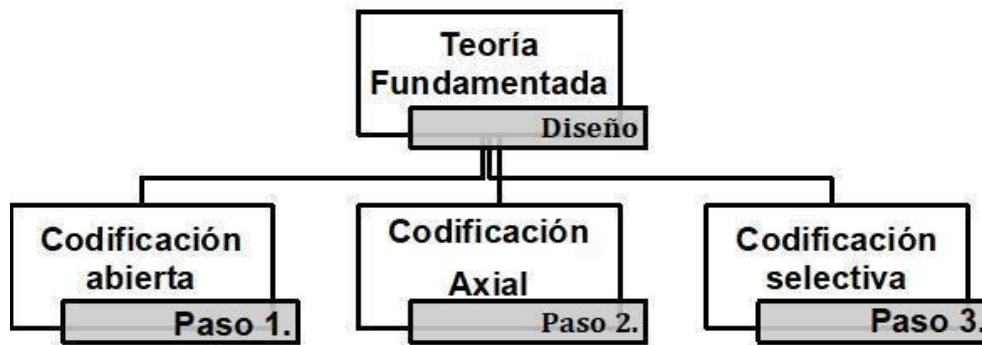 Teoría
Fundamentada
Diseño
Codificación
abierta
Paso 1.
Codificación
Axial
Paso 2.
Codificación
selectiva
Paso 3.